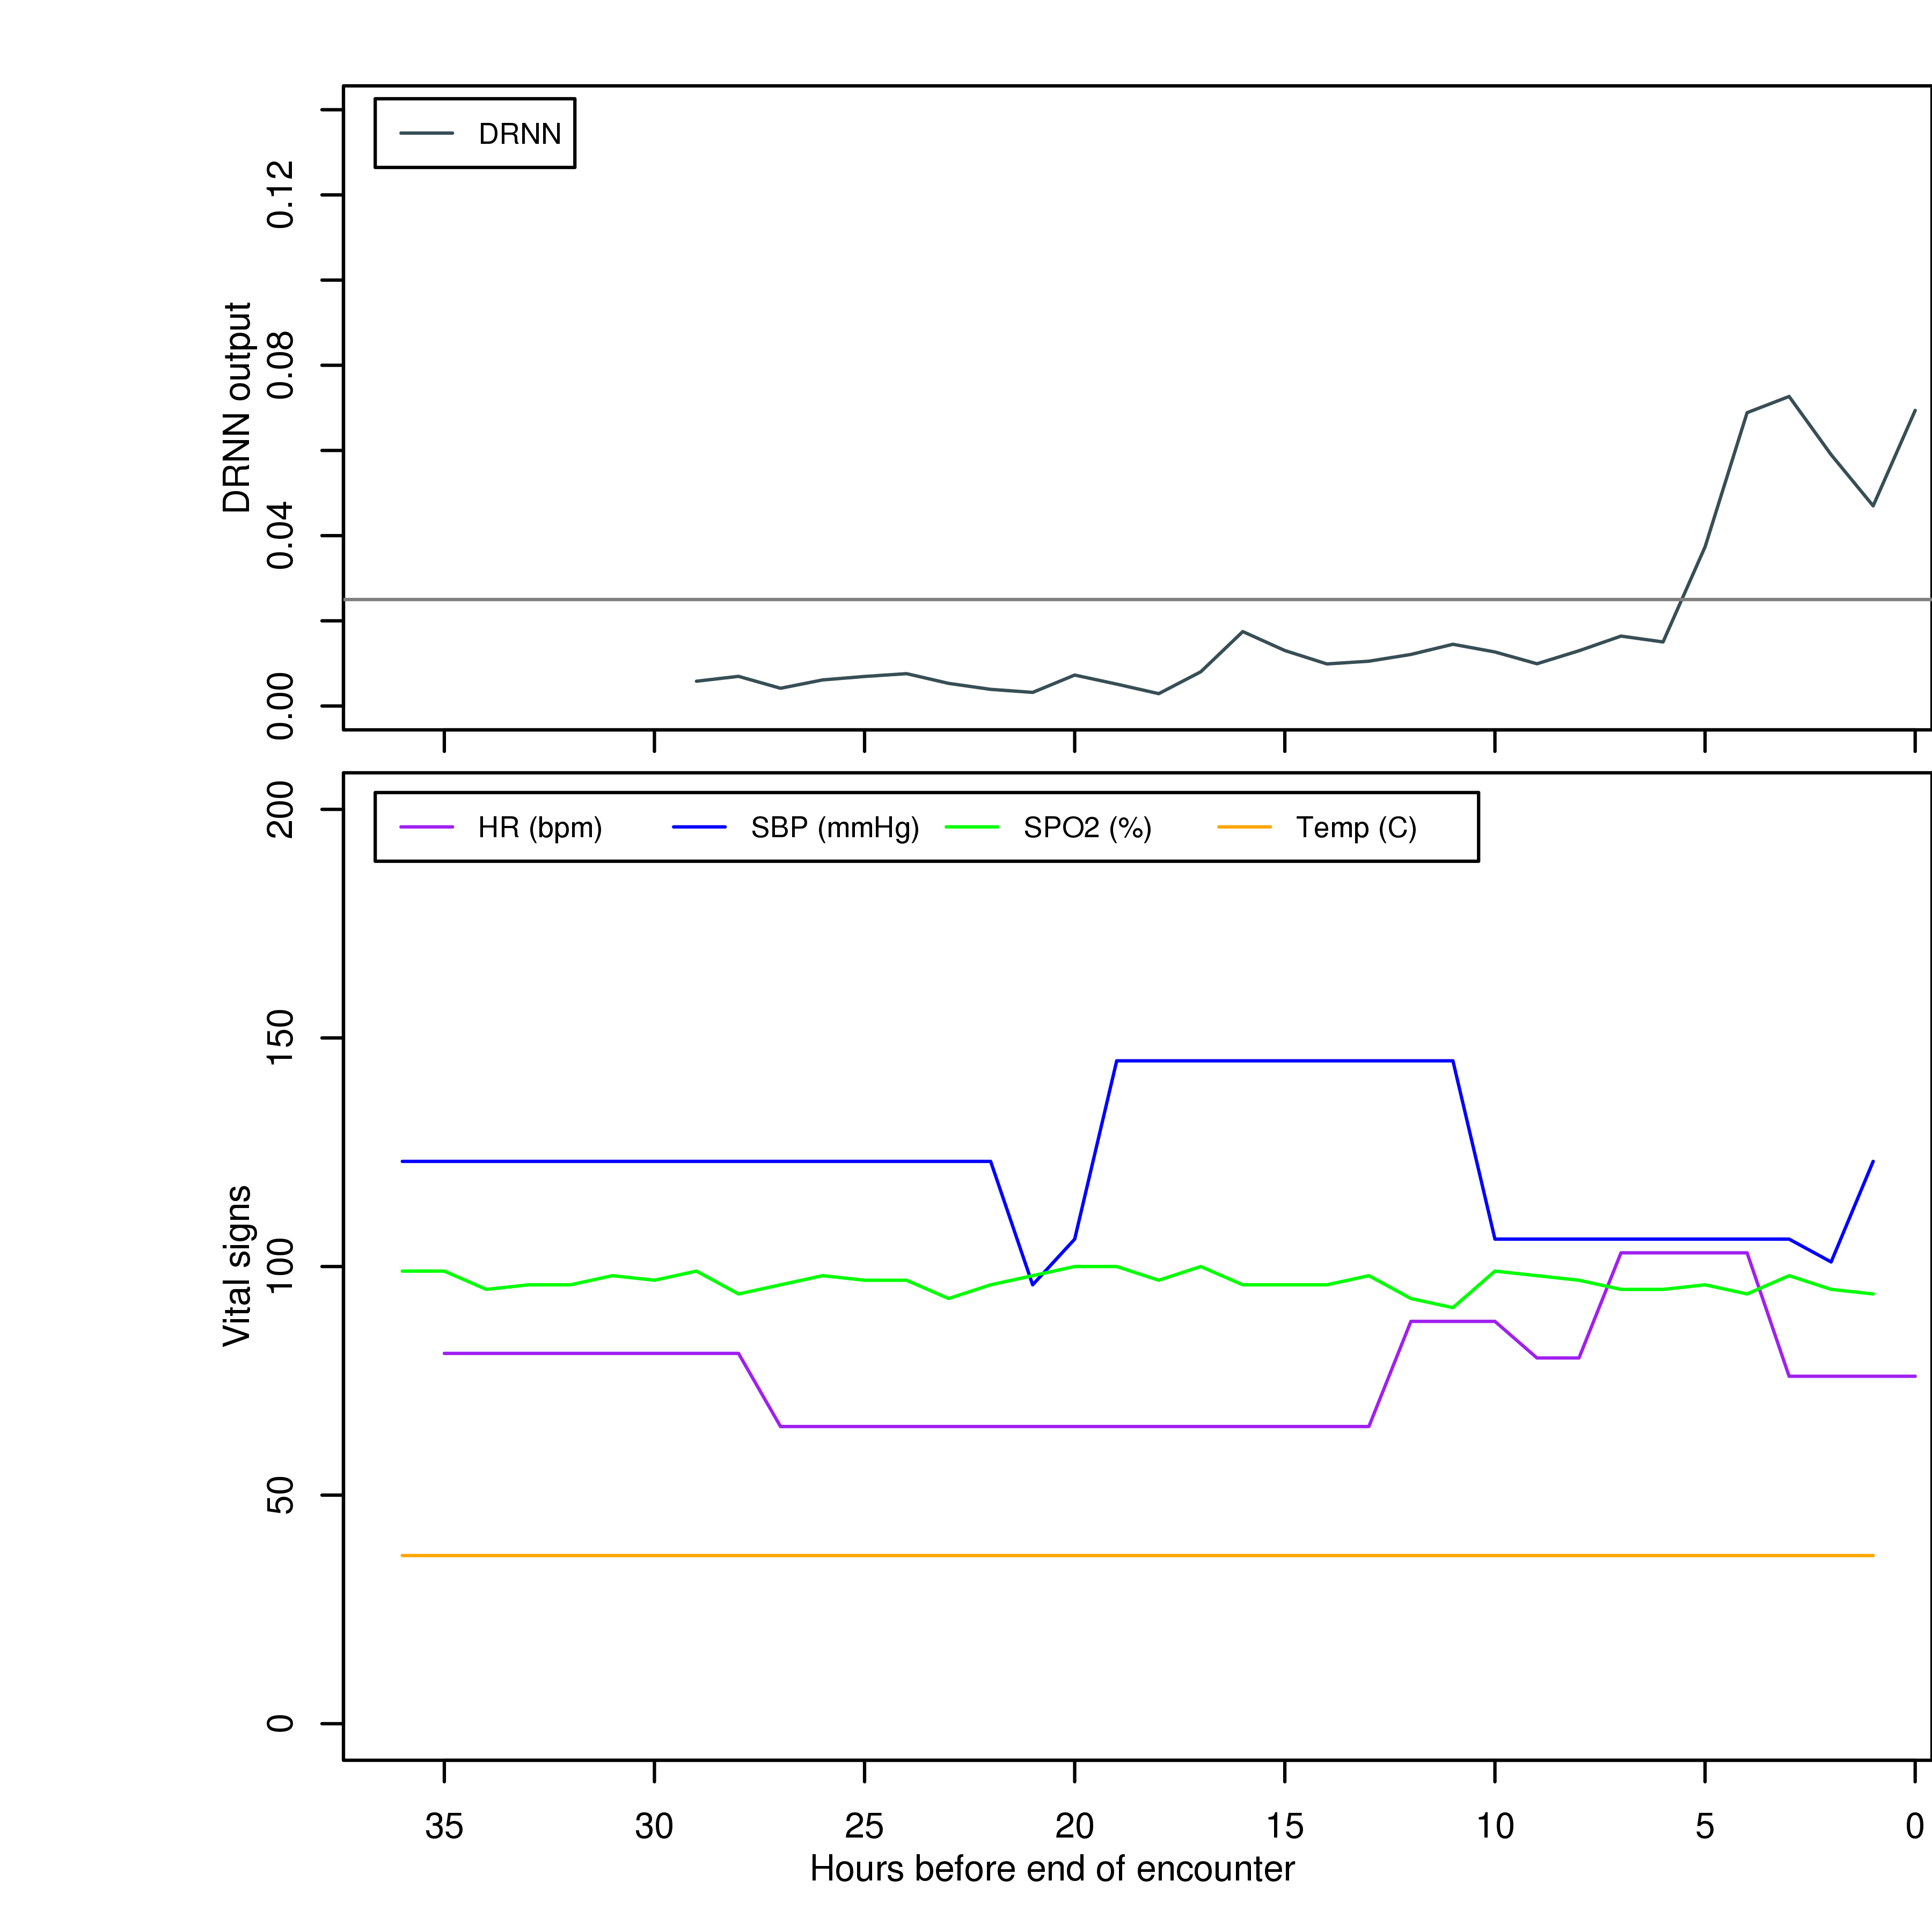 DRNN
DRNN output
0.12
0.08
0.04
0.00
HR (bpm) SBP (mmHg) SPO2 (%) Temp (C)
Vital signs
200
150
100
50
0
35 30 25 20 15 10 5 0
Hours before end of encounter